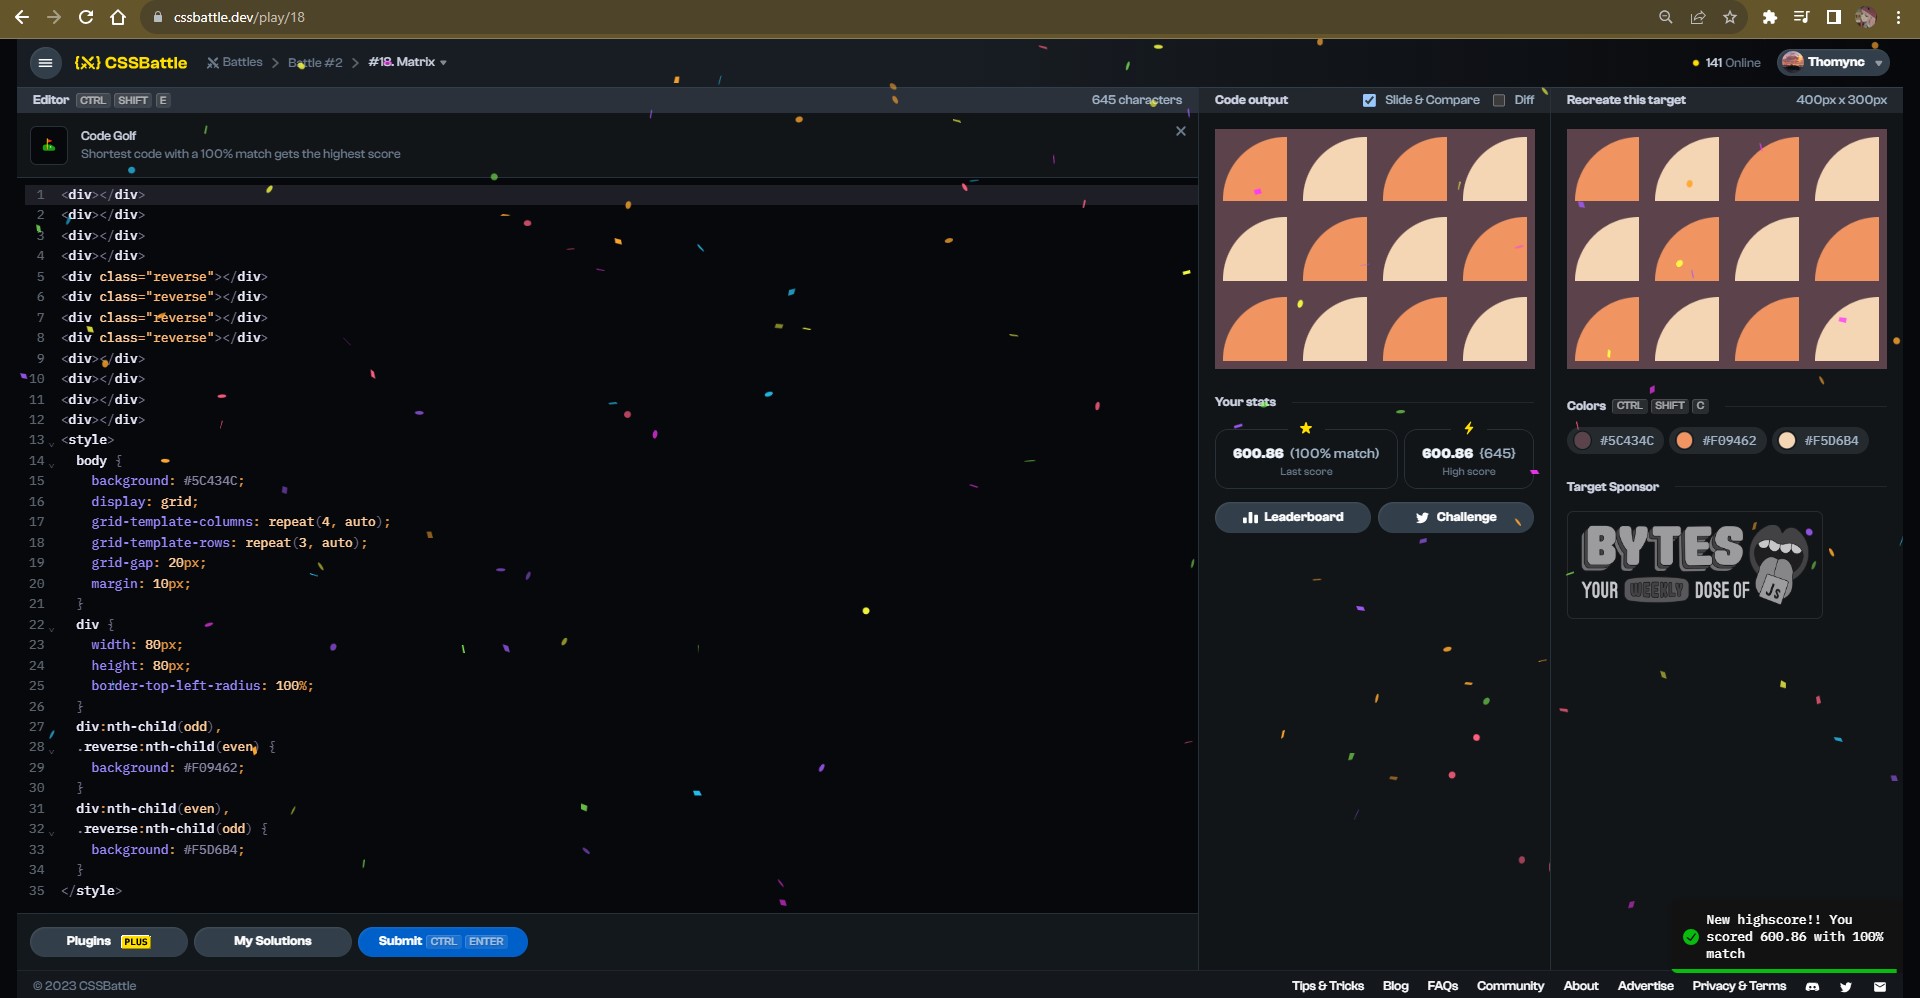 cssbattle.dev/play/18
CSSBattle
Battles
Battle #2
#18. Matrix
141 Online
Thomync
Editor CTRL SHIFT E
645 characters
Code output
Slide & Compare
Diff
Recreate this target
400px x 300px
Code Golf
Shortest code with a 100% match gets the highest score
1 <div></div>
2 <div></div>
3 <div></div>
4 <div></div>
5 <div class="reverse"></div>
6 <div class="reverse"></div>
7 <div class="reverse"></div>
8 <div class="reverse"></div>
9 <div></div>
10 <div></div>
11 <div></div>
12 <div></div>
13 <style>
14 body {
15 background: #5C434C;
16 display: grid;
17 grid-template-columns: repeat(4, auto);
18 grid-template-rows: repeat(3, auto);
19 grid-gap: 20px;
20 margin: 10px;
21 }
22 div {
23 width: 80px;
24 height: 80px;
25 border-top-left-radius: 100%;
26 }
27 div:nth-child(odd),
28 .reverse:nth-child(even) {
29 background: #F09462;
30 }
31 div:nth-child(even),
32 .reverse:nth-child(odd) {
33 background: #F5D6B4;
34 }
35 </style>
Your stats
600.86 (100% match)
Last score
600.86 {645}
High score
Leaderboard
Challenge
Colors CTRL SHIFT C
#5C434C
#F09462
#F5D6B4
Target Sponsor
BYTES
YOUR WEEKLY DOSE OF JS
Plugins PLUS
My Solutions
Submit CTRL ENTER
New highscore!! You
scored 600.86 with 100%
match
© 2023 CSSBattle
Tips & Tricks
Blog
FAQs
Community
About
Advertise
Privacy & Terms